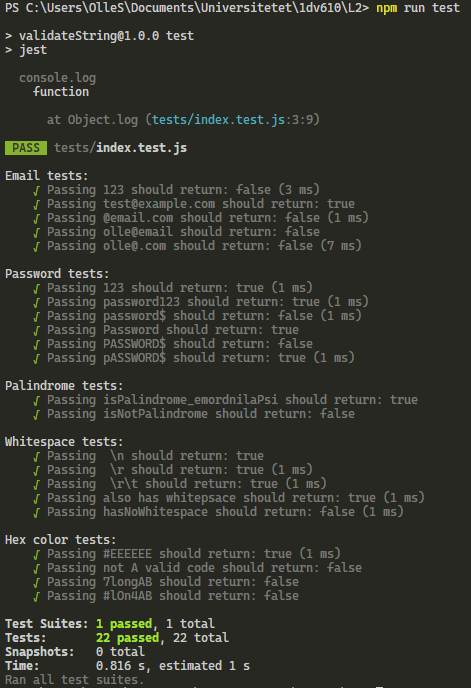 PS C:\Users\OlleS\Documents\Universitetet\1dv610\L2> npm run test
> validateString@1.0.0 test
> jest
console.log
function
at Object.log (tests/index.test.js:3:9)
PASS tests/index.test.js
Email tests:
√ Passing 123 should return: false (3 ms)
√ Passing test@example.com should return: true
√ Passing @email.com should return: false (1 ms)
√ Passing olle@email should return: false
√ Passing olle@.com should return: false (7 ms)
Password tests:
√ Passing 123 should return: true (1 ms)
√ Passing password123 should return: true (1 ms)
√ Passing password$ should return: false (1 ms)
√ Passing Password should return: true
√ Passing PASSWORD$ should return: false
√ Passing pASSWORD$ should return: true (1 ms)
Palindrome tests:
√ Passing isPalindrome_emordnilaPsi should return: true
√ Passing isNotPalindrome should return: false
Whitespace tests:
√ Passing  \n should return: true
√ Passing  \r should return: true (1 ms)
√ Passing  \r\t should return: true (1 ms)
√ Passing also has whitepsace should return: true (1 ms)
√ Passing hasNoWhitespace should return: false (1 ms)
Hex color tests:
√ Passing #EEEEEE should return: true (1 ms)
√ Passing not A valid code should return: false
√ Passing 7longAB should return: false
√ Passing #lOn4AB should return: false
Test Suites: 1 passed, 1 total
Tests:       22 passed, 22 total
Snapshots:   0 total
Time:        0.816 s, estimated 1 s
Ran all test suites.